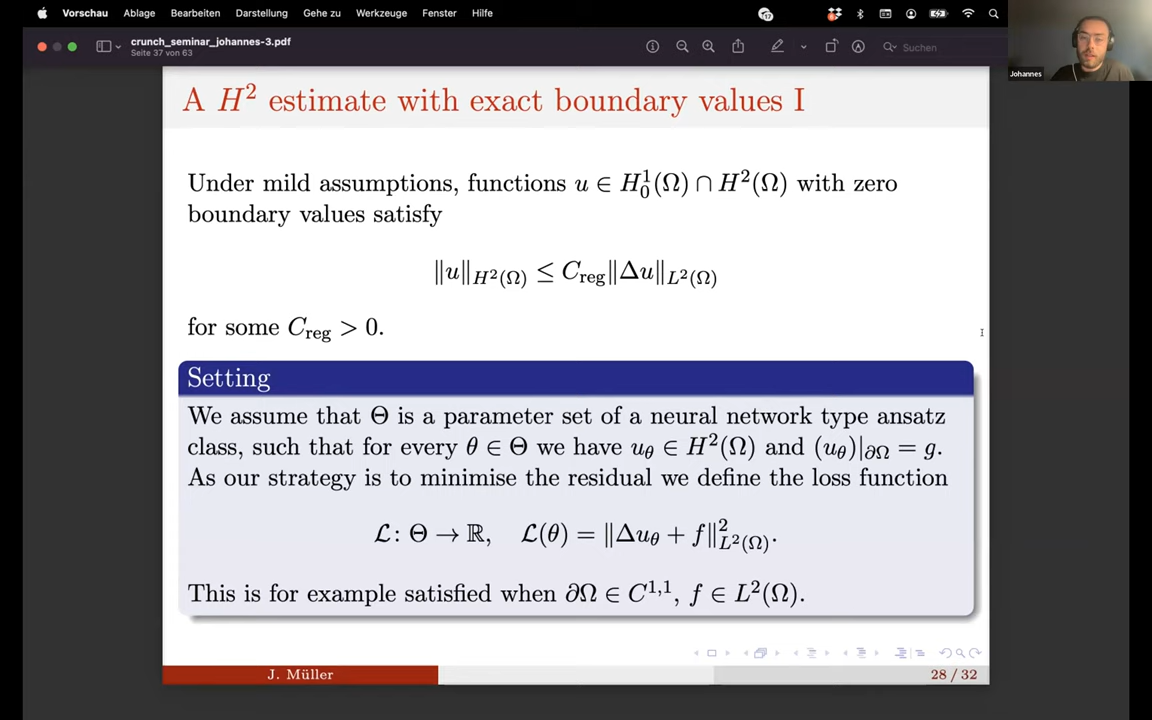 Vorschau Ablage Bearbeiten Darstellung Gehe zu Werkzeuge Fenster Hilfe
17
crunch_seminar_johannes-3.pdf
Seite 37 von 63
Suchen
Johannes
A H² estimate with exact boundary values I
Under mild assumptions, functions u ∈ H₀¹(Ω) ∩ H²(Ω) with zero
boundary values satisfy
‖u‖_{H²(Ω)} ≤ C_reg‖Δu‖_{L²(Ω)}
for some C_reg > 0.
Setting
We assume that Θ is a parameter set of a neural network type ansatz
class, such that for every θ ∈ Θ we have u_θ ∈ H²(Ω) and (u_θ)|_{∂Ω} = g.
As our strategy is to minimise the residual we define the loss function
ℒ: Θ → ℝ, ℒ(θ) = ‖Δu_θ + f‖²_{L²(Ω)}.
This is for example satisfied when ∂Ω ∈ C^{1,1}, f ∈ L²(Ω).
J. Müller
28 / 32